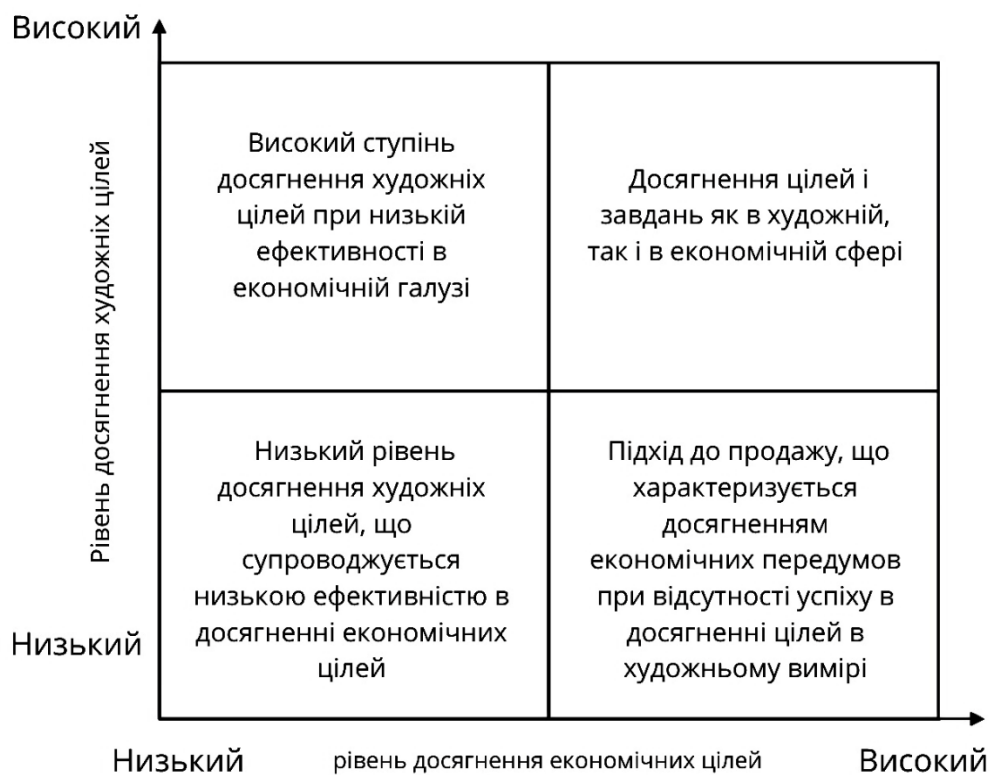 Високий
Рівень досягнення художніх цілей
Високий ступінь
досягнення художніх
цілей при низькій
ефективності в
економічній галузі
Досягнення цілей і
завдань як в художній,
так і в економічній сфері
Низький рівень
досягнення художніх
цілей, що
супроводжується
низькою ефективністю в
досягненні економічних
цілей
Підхід до продажу, що
характеризується
досягненням
економічних передумов
при відсутності успіху в
досягненні цілей в
художньому вимірі
Низький
Низький
рівень досягнення економічних цілей
Високий